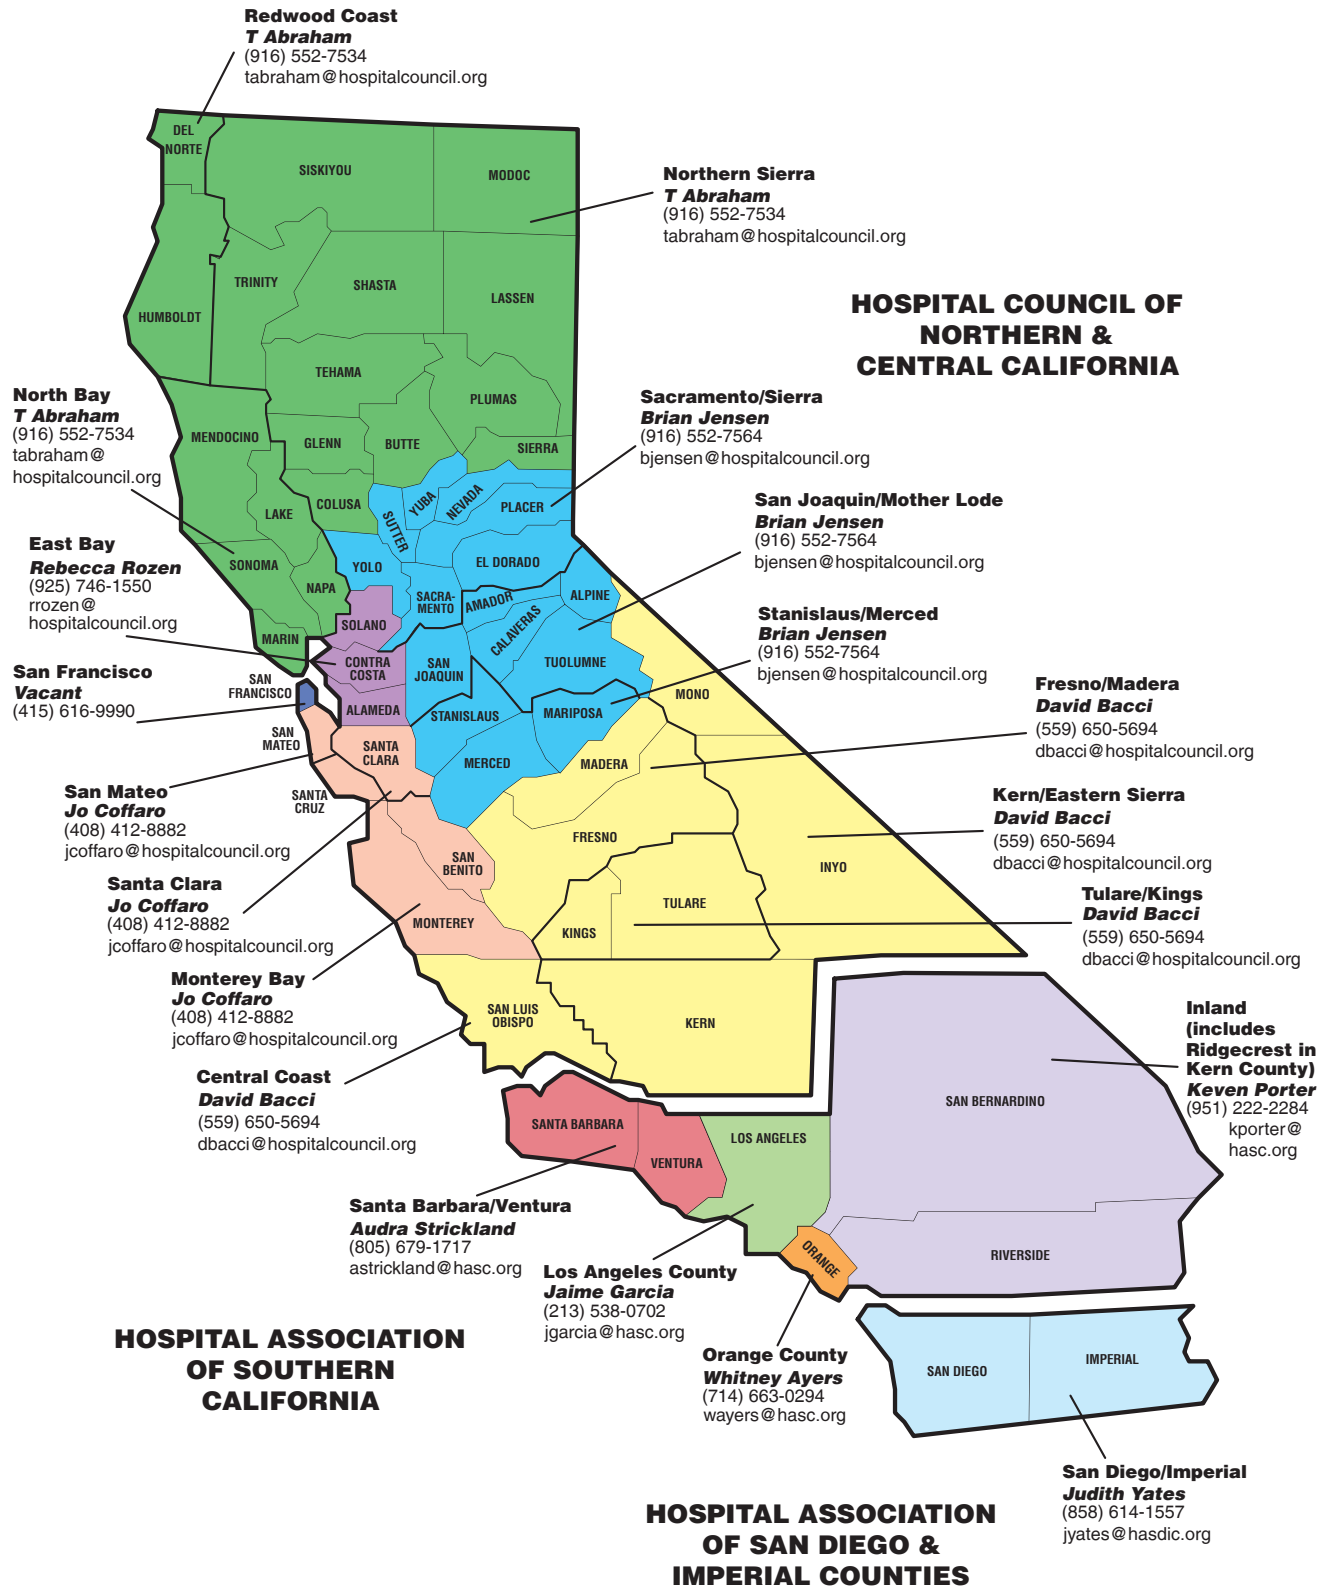 Redwood Coast
T Abraham
(916) 552-7534
tabraham@hospitalcouncil.org
Northern Sierra
T Abraham
(916) 552-7534
tabraham@hospitalcouncil.org
HOSPITAL COUNCIL OF
NORTHERN &
CENTRAL CALIFORNIA
North Bay
T Abraham
(916) 552-7534
tabraham@
hospitalcouncil.org
Sacramento/Sierra
Brian Jensen
(916) 552-7564
bjensen@hospitalcouncil.org
San Joaquin/Mother Lode
Brian Jensen
(916) 552-7564
bjensen@hospitalcouncil.org
East Bay
Rebecca Rozen
(925) 746-1550
rrozen@
hospitalcouncil.org
Stanislaus/Merced
Brian Jensen
(916) 552-7564
bjensen@hospitalcouncil.org
San Francisco
Vacant
(415) 616-9990
Fresno/Madera
David Bacci
(559) 650-5694
dbacci@hospitalcouncil.org
San Mateo
Jo Coffaro
(408) 412-8882
jcoffaro@hospitalcouncil.org
Kern/Eastern Sierra
David Bacci
(559) 650-5694
dbacci@hospitalcouncil.org
Santa Clara
Jo Coffaro
(408) 412-8882
jcoffaro@hospitalcouncil.org
Tulare/Kings
David Bacci
(559) 650-5694
dbacci@hospitalcouncil.org
Monterey Bay
Jo Coffaro
(408) 412-8882
jcoffaro@hospitalcouncil.org
Central Coast
David Bacci
(559) 650-5694
dbacci@hospitalcouncil.org
Inland
(includes
Ridgecrest in
Kern County)
Keven Porter
(951) 222-2284
kporter@
hasc.org
Santa Barbara/Ventura
Audra Strickland
(805) 679-1717
astrickland@hasc.org
Los Angeles County
Jaime Garcia
(213) 538-0702
jgarcia@hasc.org
Orange County
Whitney Ayers
(714) 663-0294
wayers@hasc.org
HOSPITAL ASSOCIATION
OF SOUTHERN
CALIFORNIA
San Diego/Imperial
Judith Yates
(858) 614-1557
jyates@hasdic.org
HOSPITAL ASSOCIATION
OF SAN DIEGO &
IMPERIAL COUNTIES
DEL
NORTE
SISKIYOU
MODOC
TRINITY
SHASTA
LASSEN
HUMBOLDT
TEHAMA
PLUMAS
MENDOCINO
GLENN
BUTTE
SIERRA
COLUSA
LAKE
SUTTER
YUBA
NEVADA
PLACER
SONOMA
NAPA
YOLO
EL DORADO
SACRA-
MENTO
AMADOR
ALPINE
SOLANO
MARIN
CALAVERAS
CONTRA
COSTA
SAN
JOAQUIN
TUOLUMNE
SAN
FRANCISCO
MONO
ALAMEDA
STANISLAUS
MARIPOSA
SAN
MATEO
SANTA
CLARA
MERCED
MADERA
SANTA
CRUZ
FRESNO
SAN
BENITO
INYO
MONTEREY
KINGS
TULARE
SAN LUIS
OBISPO
KERN
SANTA BARBARA
VENTURA
LOS ANGELES
SAN BERNARDINO
ORANGE
RIVERSIDE
SAN DIEGO
IMPERIAL